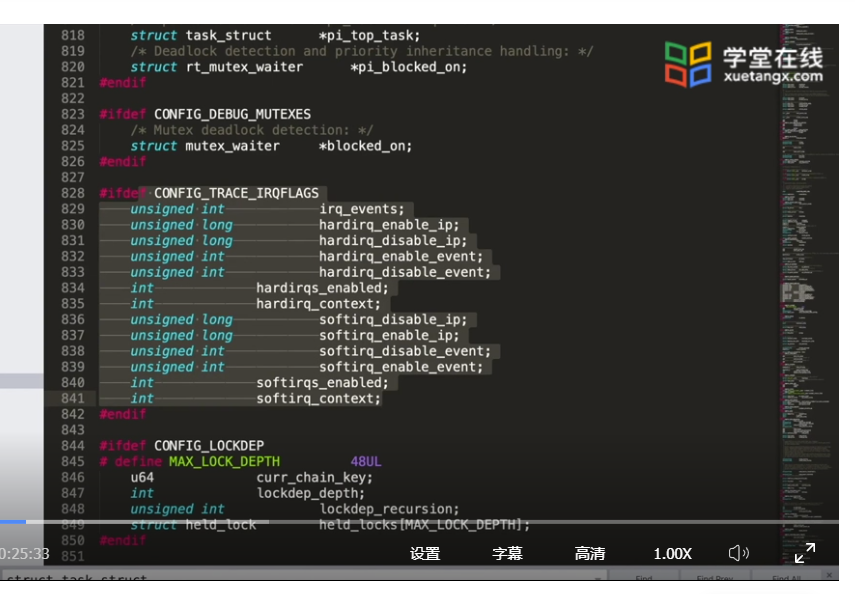 818 struct task_struct *pi_top_task;
819 /* Deadlock detection and priority inheritance handling: */
820 struct rt_mutex_waiter *pi_blocked_on;
821 #endif
822
823 #ifdef CONFIG_DEBUG_MUTEXES
824 /* Mutex deadlock detection: */
825 struct mutex_waiter *blocked_on;
826 #endif
827
828 #ifdef CONFIG_TRACE_IRQFLAGS
829 unsigned int irq_events;
830 unsigned long hardirq_enable_ip;
831 unsigned long hardirq_disable_ip;
832 unsigned int hardirq_enable_event;
833 unsigned int hardirq_disable_event;
834 int hardirqs_enabled;
835 int hardirq_context;
836 unsigned long softirq_disable_ip;
837 unsigned long softirq_enable_ip;
838 unsigned int softirq_disable_event;
839 unsigned int softirq_enable_event;
840 int softirqs_enabled;
841 int softirq_context;
842 #endif
843
844 #ifdef CONFIG_LOCKDEP
845 # define MAX_LOCK_DEPTH 48UL
846 u64 curr_chain_key;
847 int lockdep_depth;
848 unsigned int lockdep_recursion;
849 struct held_lock held_locks[MAX_LOCK_DEPTH];
850 #endif
851
学堂在线
xuetangx.com
0:25:33 设置 字幕 高清 1.00X
struct task_struct Find Find Prev Find All